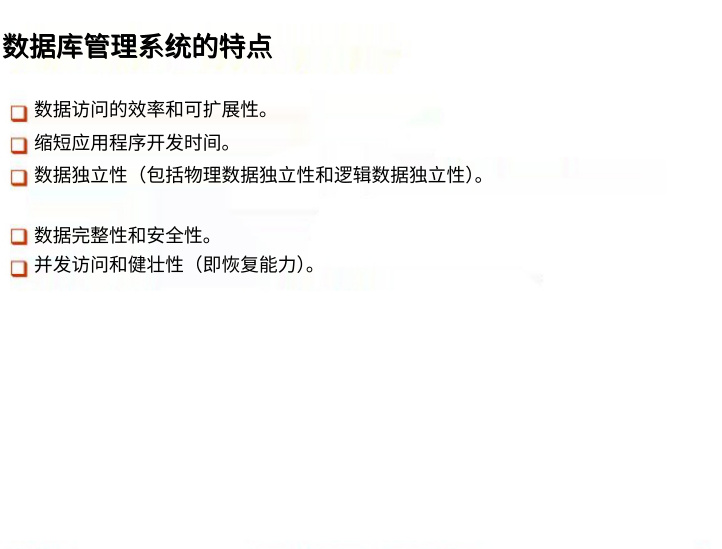 数据库管理系统的特点
数据访问的效率和可扩展性。
缩短应用程序开发时间。
数据独立性（包括物理数据独立性和逻辑数据独立性）。
数据完整性和安全性。
并发访问和健壮性（即恢复能力）。